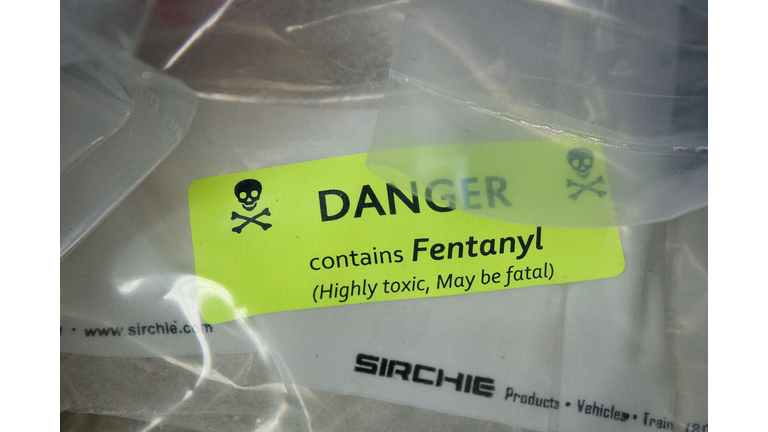 DANGER
contains Fentanyl
(Highly toxic, May be fatal)
• www.sirchie.com
SIRCHIE Products • Vehicles • Train